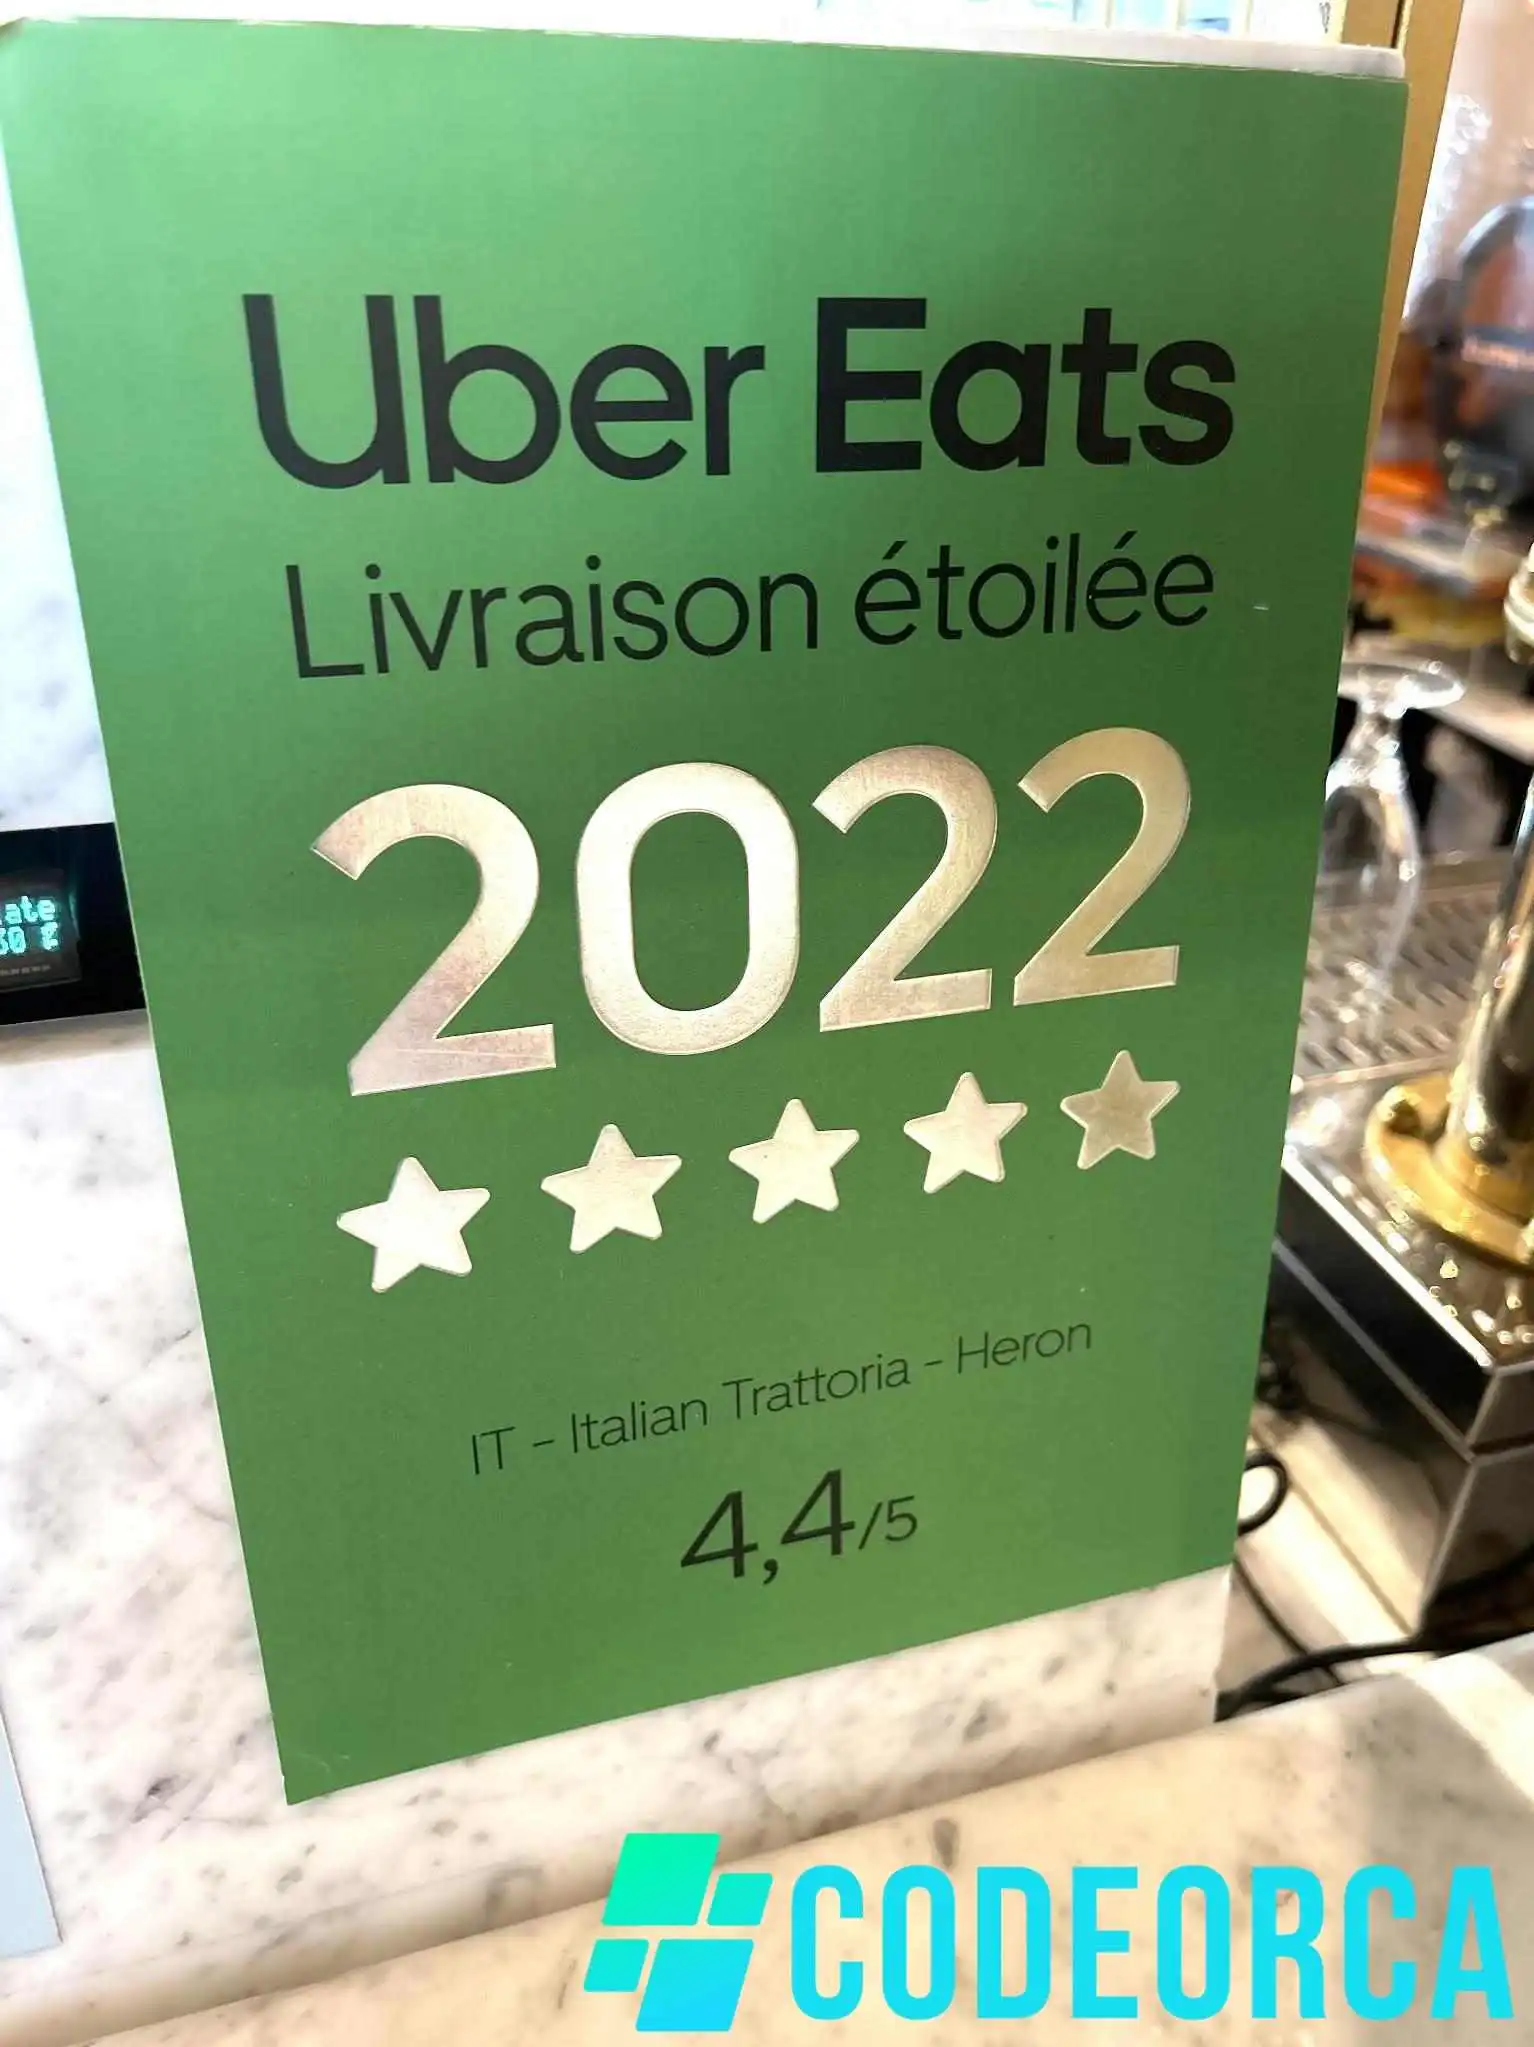 Uber Eats
Livraison étoilée
2022
IT - Italian Trattoria - Heron
4,4/5
CODEORCA